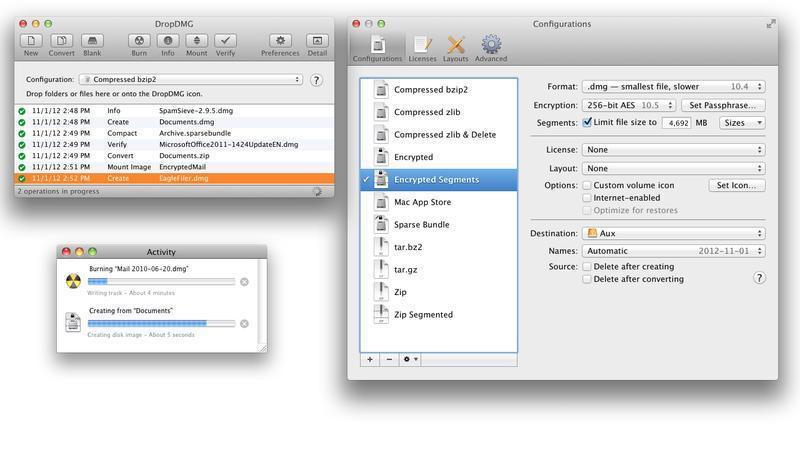 DropDMG
New Convert Blank Burn Info Mount Verify Preferences Detail
Configuration: Compressed bzip2 ?
Drop folders or files here or onto the DropDMG icon.
11/1/12 2:48 PM Info SpamSieve-2.9.5.dmg
11/1/12 2:48 PM Create Documents.dmg
11/1/12 2:49 PM Compact Archive.sparsebundle
11/1/12 2:49 PM Verify MicrosoftOffice2011-1424UpdateEN.dmg
11/1/12 2:49 PM Convert Documents.zip
11/1/12 2:51 PM Mount Image EncryptedMail
11/1/12 2:52 PM Create EagleFiler.dmg
2 operations in progress
Activity
Burning "Mail 2010-06-20.dmg"
Writing track – About 4 minutes
Creating from "Documents"
Creating disk image – About 5 seconds
Configurations
Configurations Licenses Layouts Advanced
Compressed bzip2
Compressed zlib
Compressed zlib & Delete
Encrypted
Encrypted Segments
Mac App Store
Sparse Bundle
tar.bz2
tar.gz
Zip
Zip Segmented
Format: .dmg — smallest file, slower 10.4
Encryption: 256-bit AES 10.5 Set Passphrase...
Segments: Limit file size to 4,692 MB Sizes
License: None
Layout: None
Options: Custom volume icon Set Icon...
Internet-enabled
Optimize for restores
Destination: Aux
Names: Automatic 2012-11-01
Source: Delete after creating
Delete after converting ?